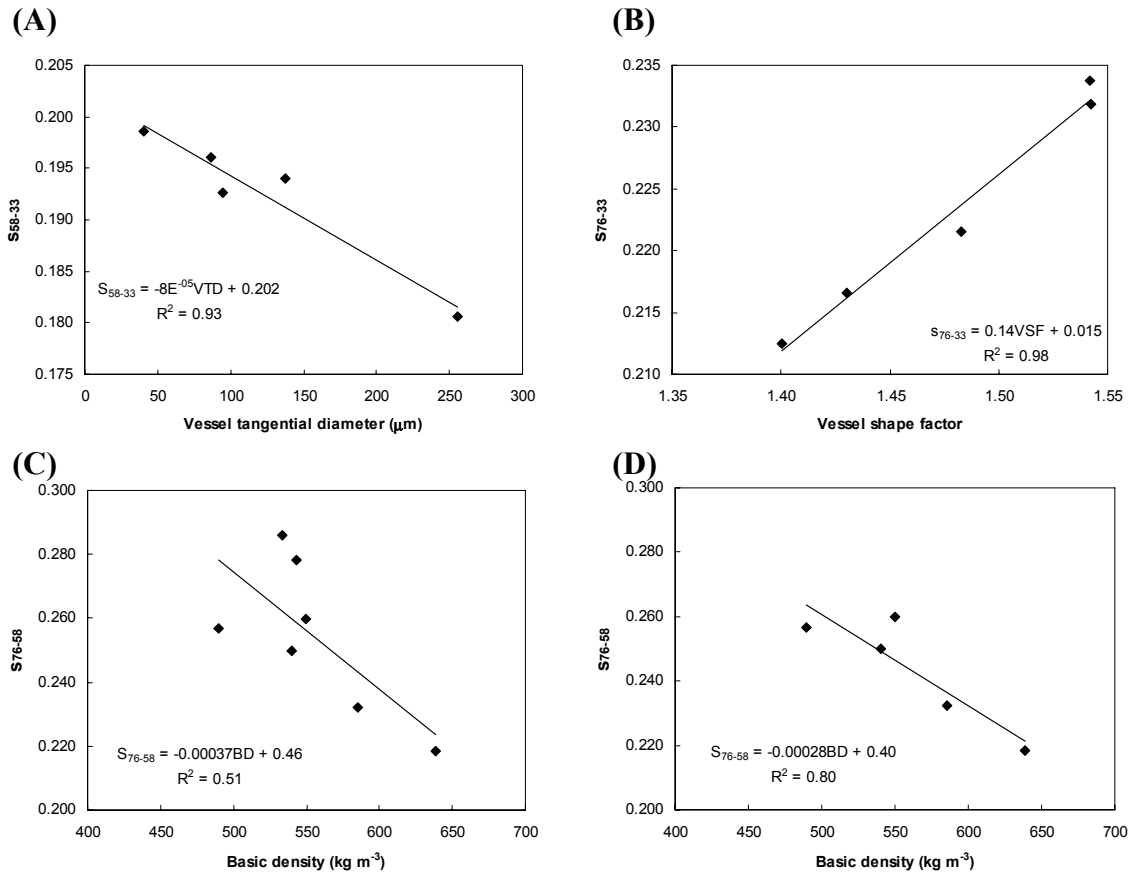 (A)
0.205
0.200
0.195
0.190
0.185
0.180
0.175
S58-33
S58-33 = -8E-05VTD + 0.202
R2 = 0.93
0 50 100 150 200 250 300
Vessel tangential diameter (μm)
(B)
0.235
0.230
0.225
0.220
0.215
0.210
S76-33
s76-33 = 0.14VSF + 0.015
R2 = 0.98
1.35 1.40 1.45 1.50 1.55
Vessel shape factor
(C)
0.300
0.280
0.260
0.240
0.220
0.200
S76-58
S76-58 = -0.00037BD + 0.46
R2 = 0.51
400 450 500 550 600 650 700
Basic density (kg m-3)
(D)
0.300
0.280
0.260
0.240
0.220
0.200
S76-58
S76-58 = -0.00028BD + 0.40
R2 = 0.80
400 450 500 550 600 650 700
Basic density (kg m-3)